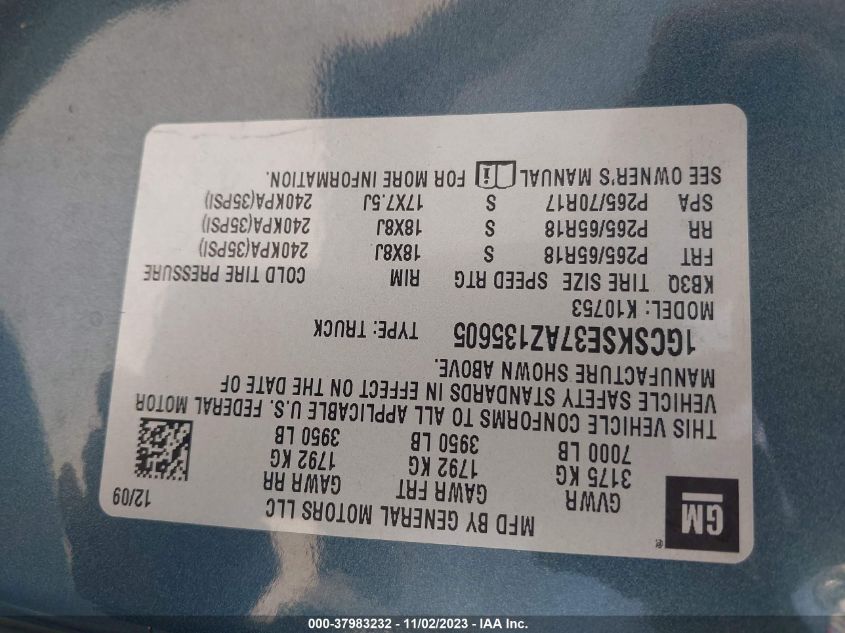 GM
MFD BY GENERAL MOTORS LLC
12/09
GVWR GAWR FRT GAWR RR
3175 KG 1792 KG 1792 KG
7000 LB 3950 LB 3950 LB
THIS VEHICLE CONFORMS TO ALL APPLICABLE U.S. FEDERAL MOTOR
VEHICLE SAFETY STANDARDS IN EFFECT ON THE DATE OF
MANUFACTURE SHOWN ABOVE.
1GCSKSE37AZ135605 TYPE: TRUCK
MODEL: K10753
KB3Q TIRE SIZE SPEED RTG RIM COLD TIRE PRESSURE
FRT P265/65R18 S 18X8J 240KPA(35PSI)
RR P265/65R18 S 18X8J 240KPA(35PSI)
SPA P265/70R17 S 17X7.5J 240KPA(35PSI)
SEE OWNER'S MANUAL FOR MORE INFORMATION.
000-37983232 - 11/02/2023 - IAA Inc.